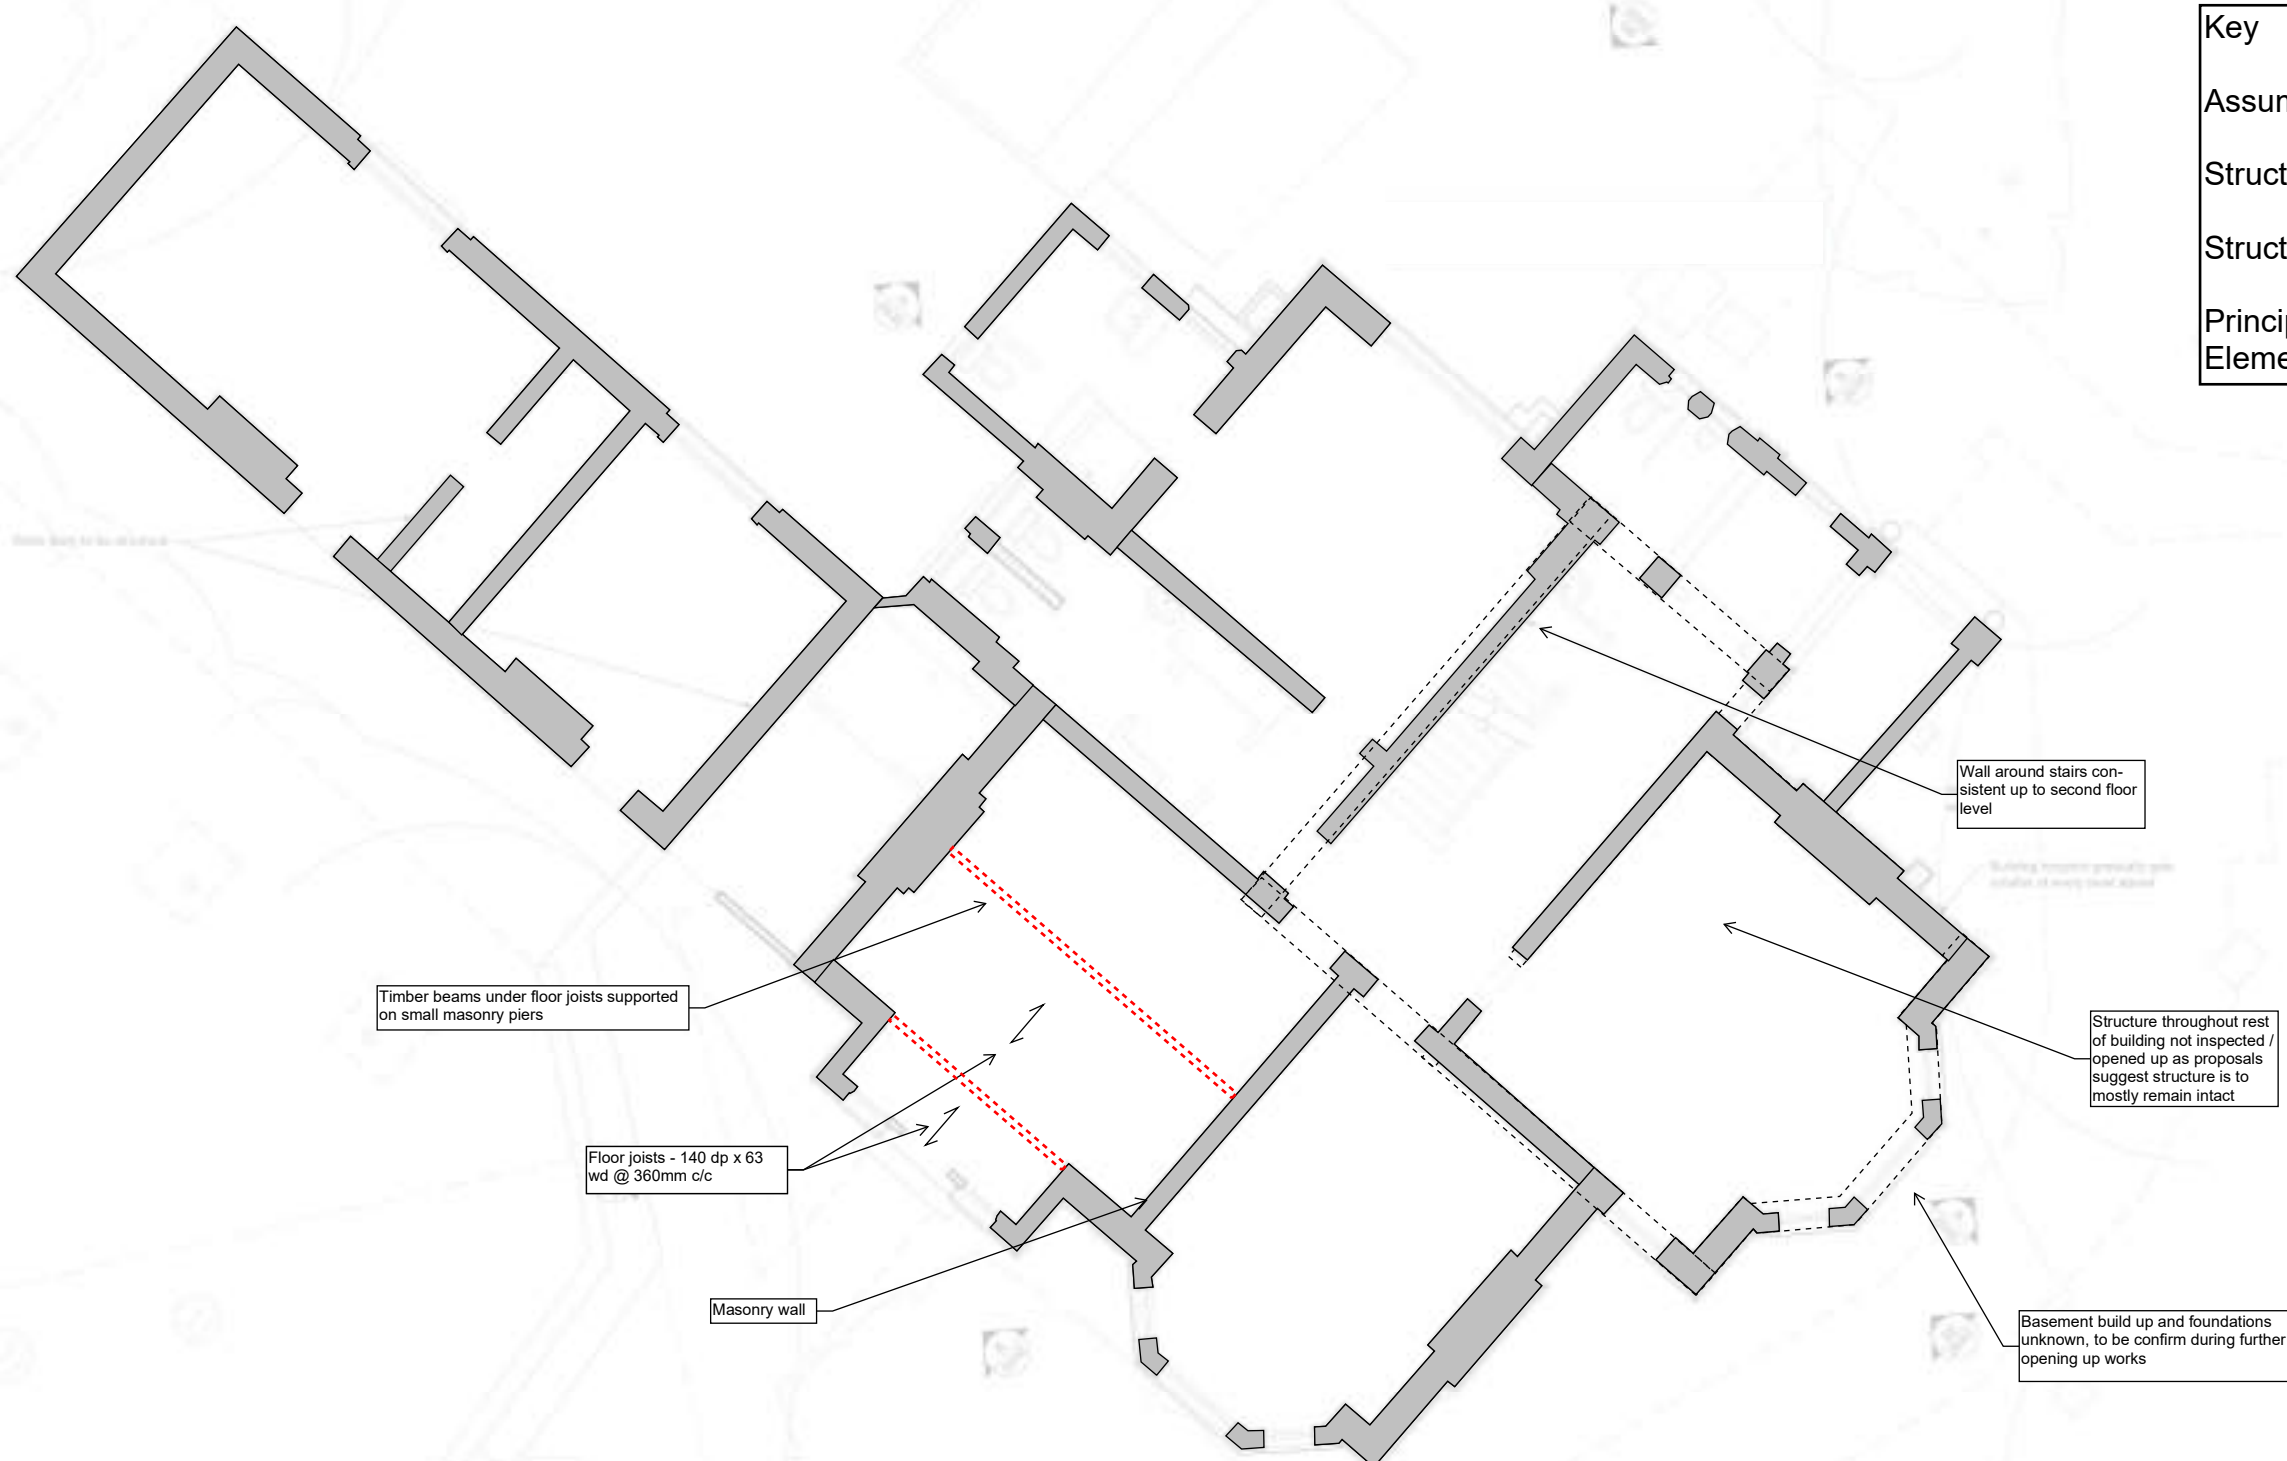 Key
Assum
Struct
Struct
Princip
Eleme
Wall around stairs con-
sistent up to second floor
level
Timber beams under floor joists supported
on small masonry piers
Structure throughout rest
of building not inspected /
opened up as proposals
suggest structure is to
mostly remain intact
Floor joists - 140 dp x 63
wd @ 360mm c/c
Masonry wall
Basement build up and foundations
unknown, to be confirm during further
opening up works